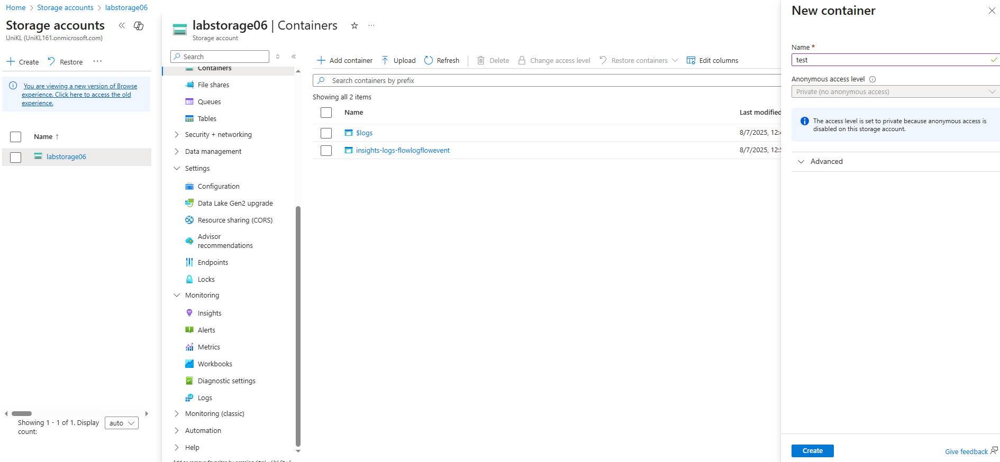 Home > Storage accounts > labstorage06
Storage accounts
UniKL (UniKL161.onmicrosoft.com)
Create
Restore
You are viewing a new version of Browse
experience. Click here to access the old
experience.
Name ↑
labstorage06
Showing 1 - 1 of 1. Display
count:
auto
labstorage06 | Containers
Storage account
Search
Containers
File shares
Queues
Tables
Security + networking
Data management
Settings
Configuration
Data Lake Gen2 upgrade
Resource sharing (CORS)
Advisor
recommendations
Endpoints
Locks
Monitoring
Insights
Alerts
Metrics
Workbooks
Diagnostic settings
Logs
Monitoring (classic)
Automation
Help
Add container
Upload
Refresh
Delete
Change access level
Restore containers
Edit columns
Search containers by prefix
Showing all 2 items
Name
Last modified
$logs
8/7/2025, 12:4
insights-logs-flowlogflowevent
8/7/2025, 12:5
New container
Name *
test
Anonymous access level
Private (no anonymous access)
The access level is set to private because anonymous access is
disabled on this storage account.
Advanced
Create
Give feedback